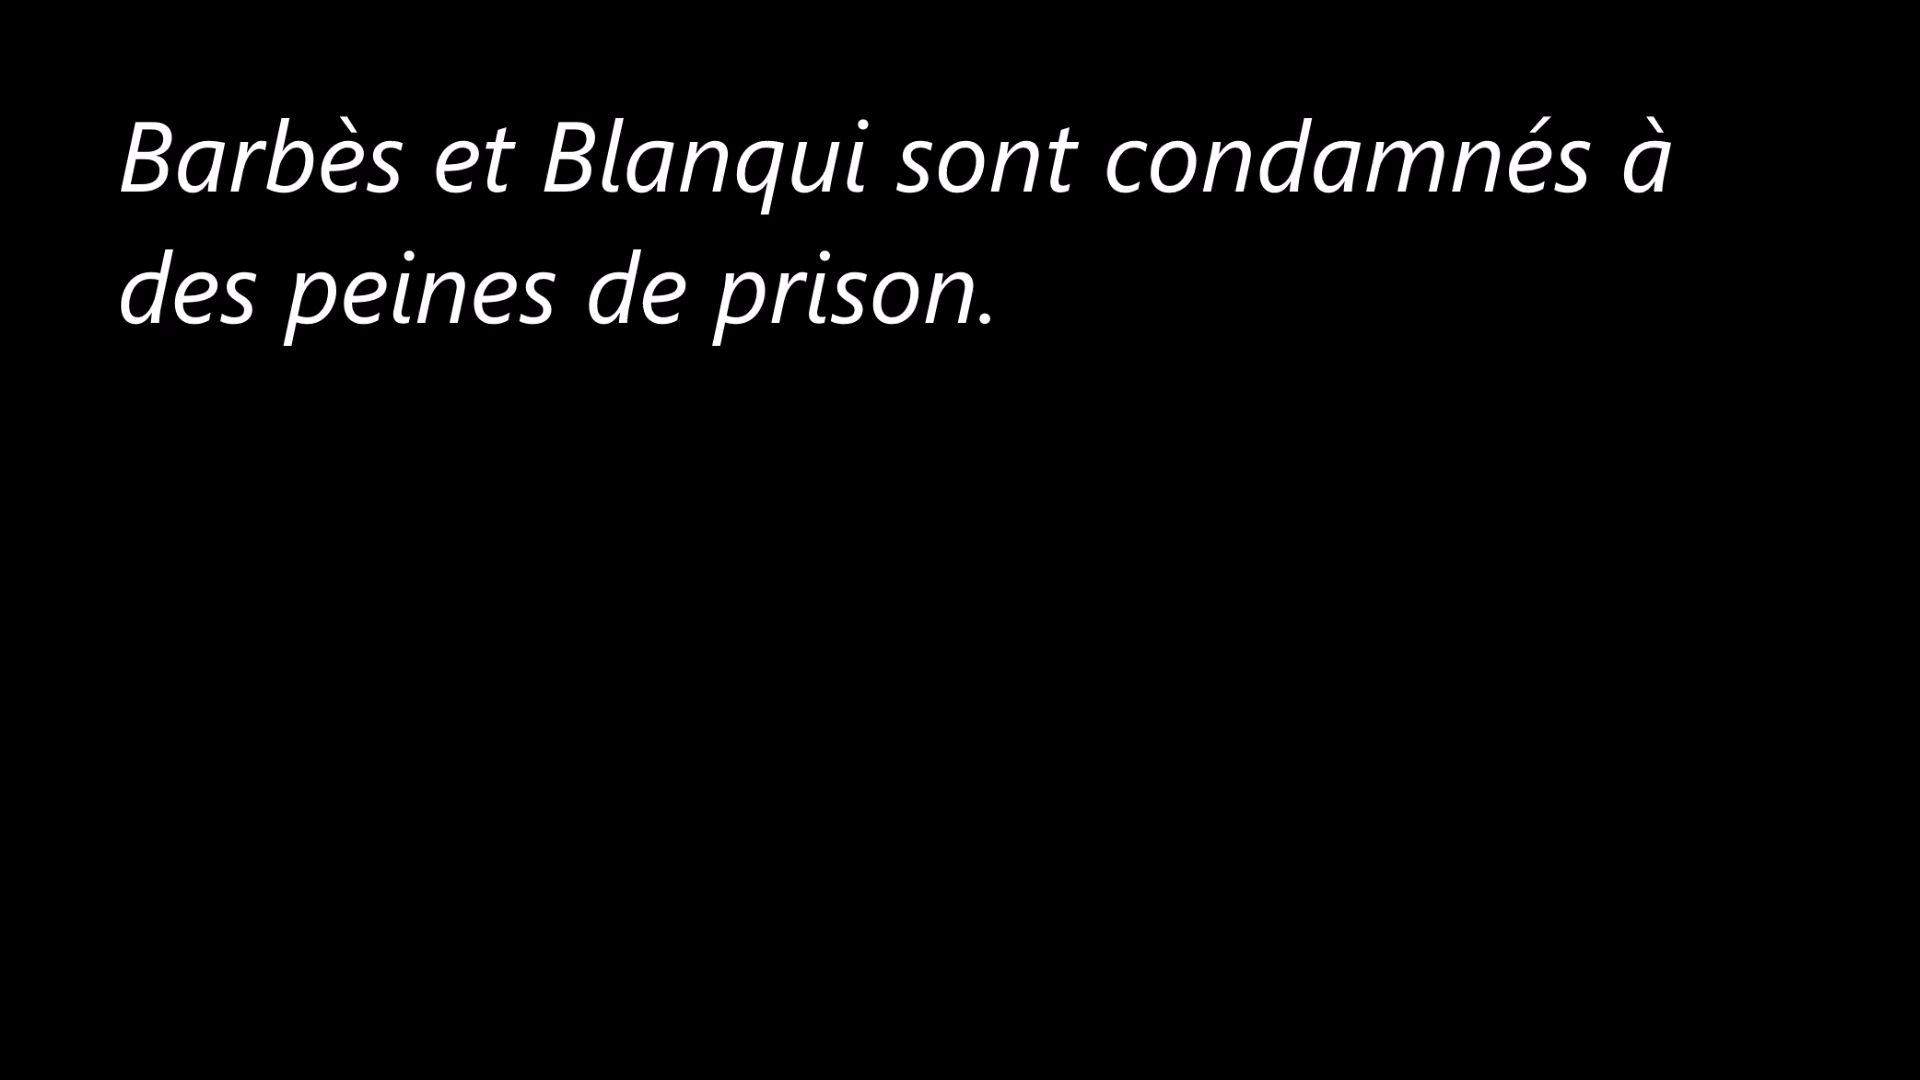 Barbès et Blanqui sont condamnés à
des peines de prison.